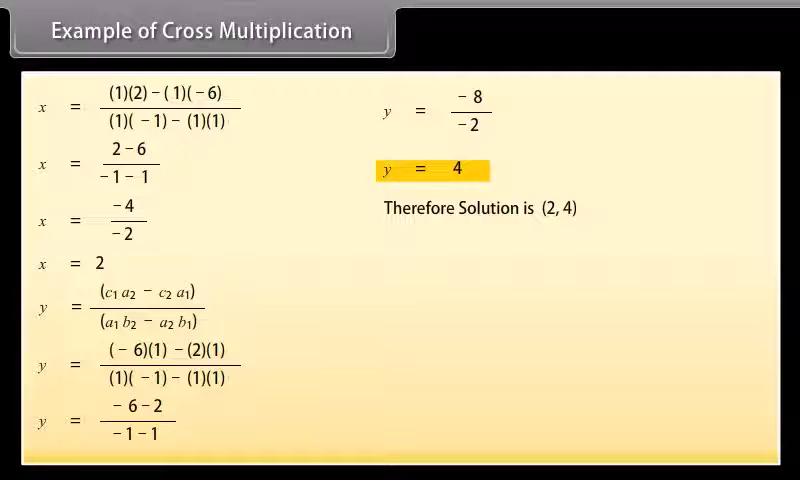 Example of Cross Multiplication
x = (1)(2) − ( 1)( − 6) / (1)( − 1) − (1)(1)
x = 2 − 6 / − 1 − 1
x = − 4 / − 2
x = 2
y = (c₁ a₂ − c₂ a₁) / (a₁ b₂ − a₂ b₁)
y = ( − 6)(1) − (2)(1) / (1)( − 1) − (1)(1)
y = − 6 − 2 / − 1 − 1
y = − 8 / − 2
y = 4
Therefore Solution is (2, 4)